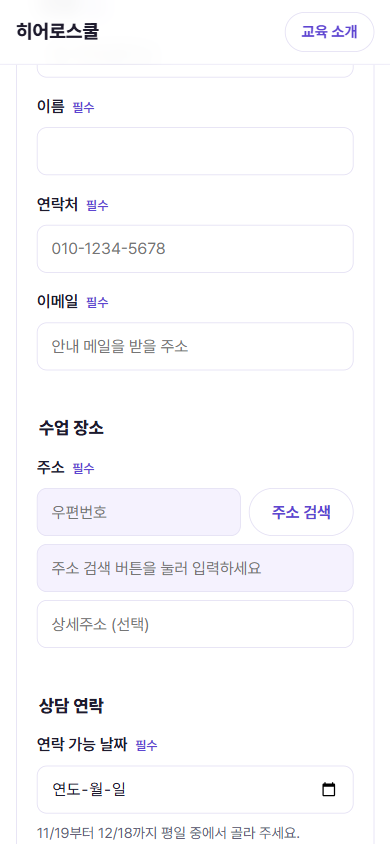 히어로스쿨
교육 소개
이름 필수
연락처 필수
010-1234-5678
이메일 필수
안내 메일을 받을 주소
수업 장소
주소 필수
우편번호
주소 검색
주소 검색 버튼을 눌러 입력하세요
상세주소 (선택)
상담 연락
연락 가능 날짜 필수
연도-월-일
11/19부터 12/18까지 평일 중에서 골라 주세요.